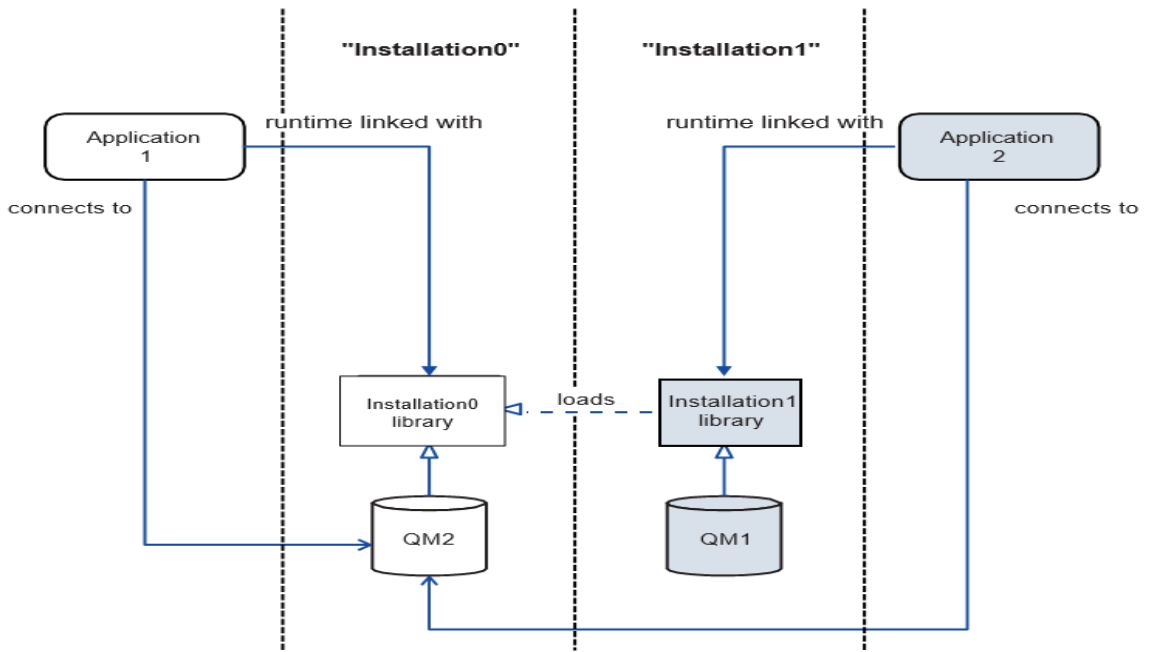 "Installation0"
"Installation1"
Application
1
runtime linked with
runtime linked with
Application
2
connects to
connects to
Installation0
library
loads
Installation1
library
QM2
QM1